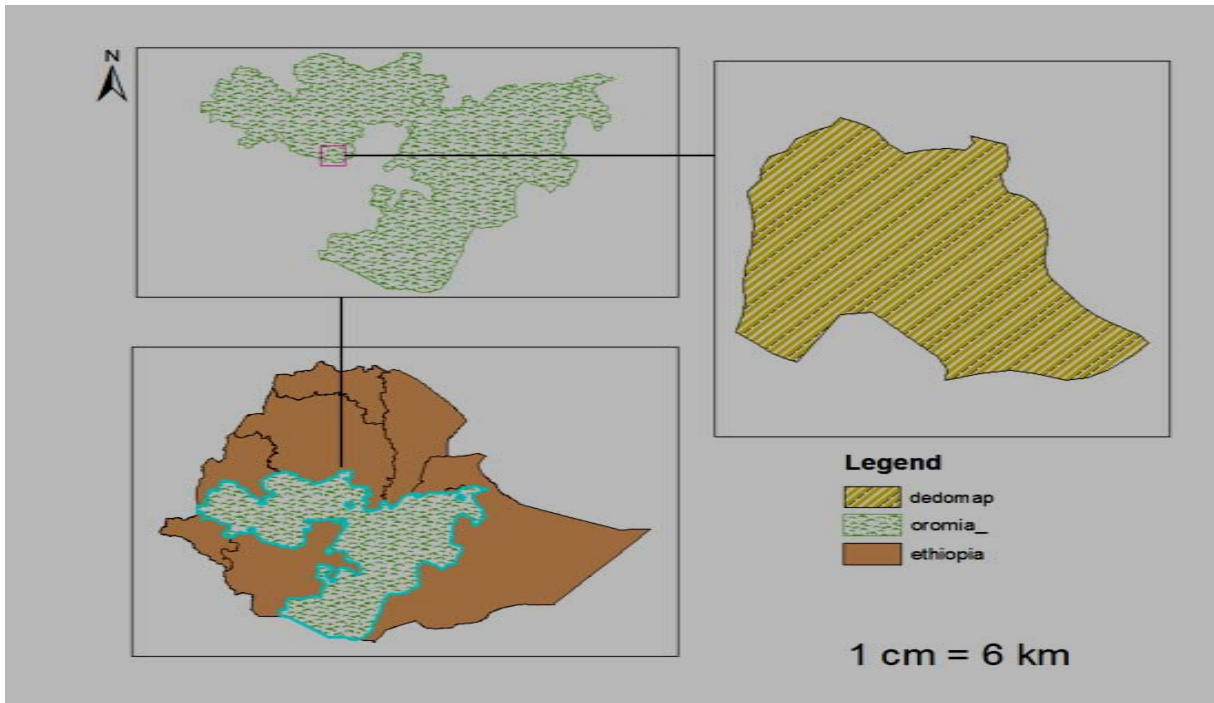 N
Legend
dedomap
oromia_
ethiopia
1 cm = 6 km